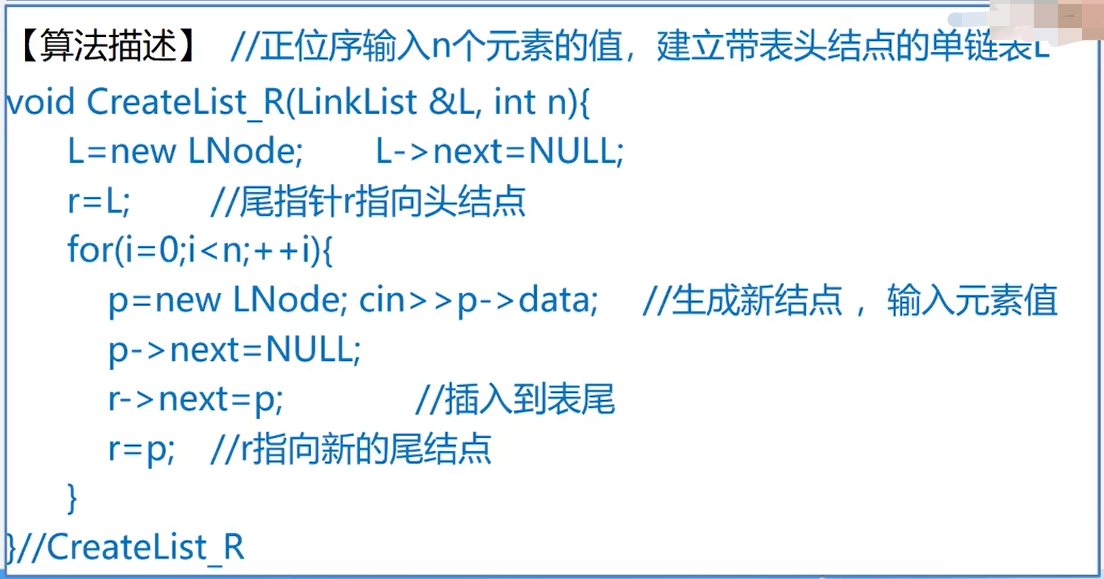 【算法描述】 //正位序输入n个元素的值，建立带表头结点的单链表L
void CreateList_R(LinkList &L, int n){
L=new LNode; L->next=NULL;
r=L; //尾指针r指向头结点
for(i=0;i<n;++i){
p=new LNode; cin>>p->data; //生成新结点 ，输入元素值
p->next=NULL;
r->next=p; //插入到表尾
r=p; //r指向新的尾结点
}
}//CreateList_R